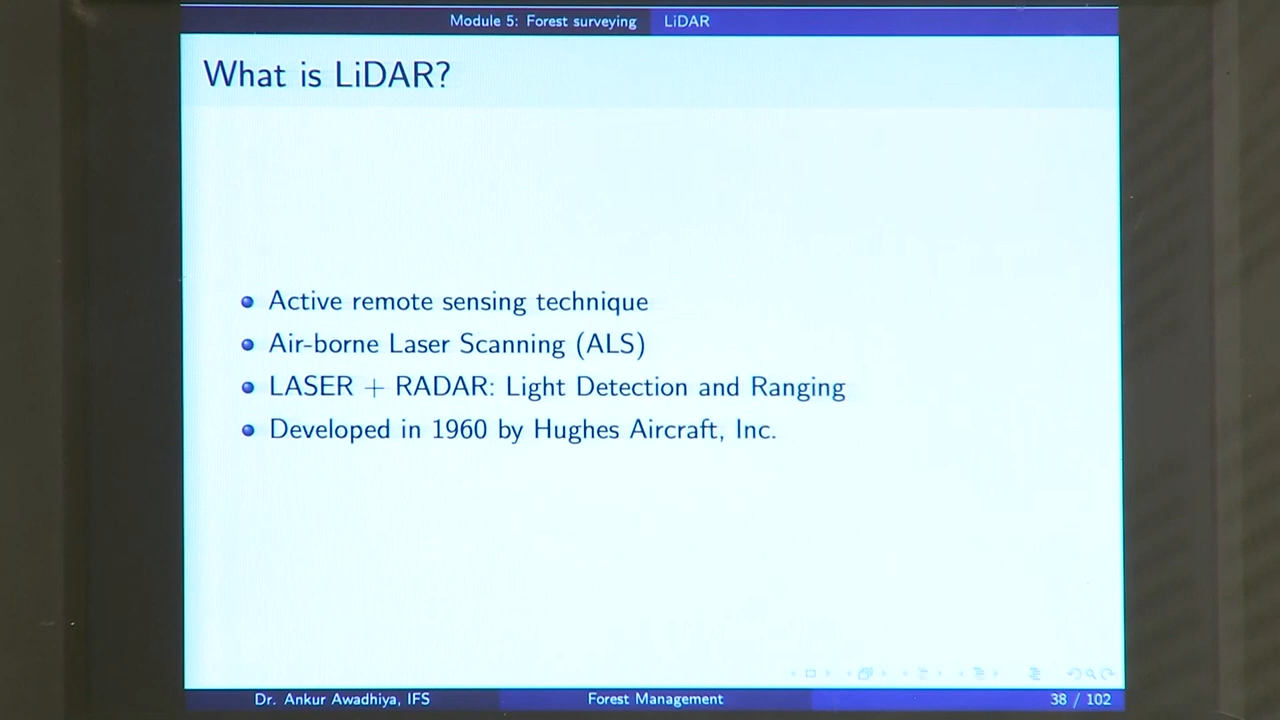 Module 5: Forest surveying LiDAR
What is LiDAR?
Active remote sensing technique
Air-borne Laser Scanning (ALS)
LASER + RADAR: Light Detection and Ranging
Developed in 1960 by Hughes Aircraft, Inc.
Dr. Ankur Awadhiya, IFS Forest Management 38 / 102